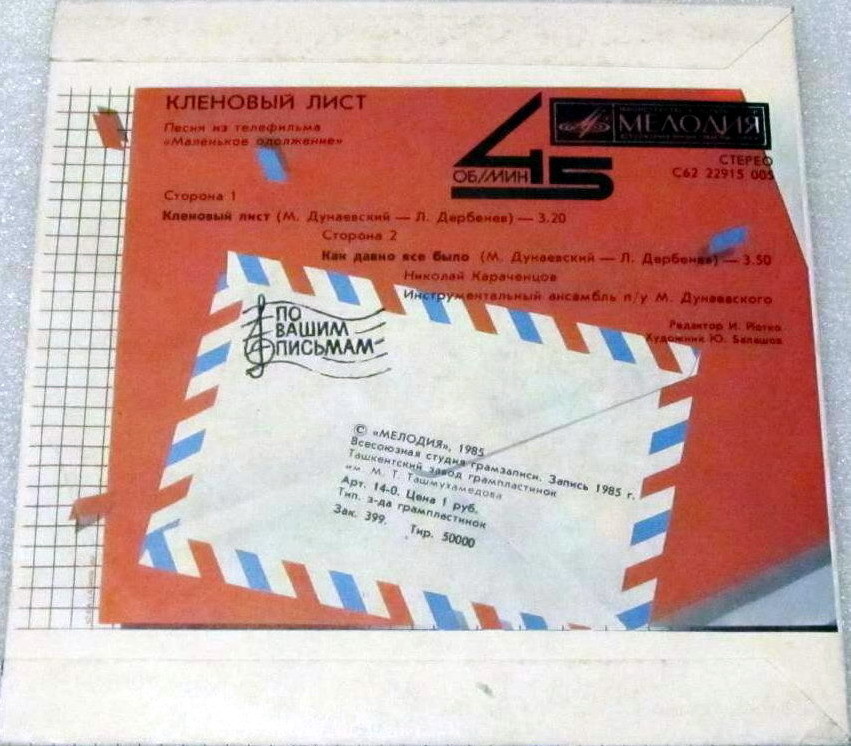 КЛЕНОВЫЙ ЛИСТ
Песня из телефильма
«Маленькое одолжение»
45
ОБ/МИН
МЕЛОДИЯ
СТЕРЕО
С62 22915 005
Сторона 1
Кленовый лист (М. Дунаевский — Л. Дербенев) — 3.20
Сторона 2
Как давно все было (М. Дунаевский — Л. Дербенев) — 3.50
Николай Караченцов
Инструментальный ансамбль п/у М. Дунаевского
Редактор И.
Художник Ю. Балашов
ПО
ВАШИМ
ПИСЬМАМ
© «МЕЛОДИЯ», 1985
Всесоюзная студия грамзаписи. Запись 1985 г.
Ташкентский завод грампластинок
им. М. Т. Ташмухамедова
Арт. 14-0. Цена 1 руб.
Тип. з-да грампластинок
Зак. 399. Тир. 50000